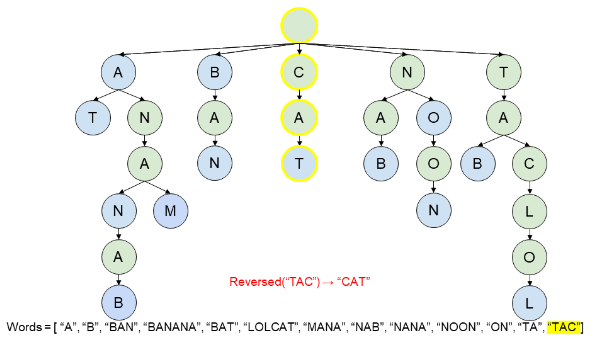 A B C N T
T N A A A O A
A N T B O B C
N M N L
A O
B L
Reversed(“TAC”) → “CAT”
Words = [ “A”, “B”, “BAN”, “BANANA”, “BAT”, “LOLCAT”, “MANA”, “NAB”, “NANA”, “NOON”, “ON”, “TA”, “TAC”]